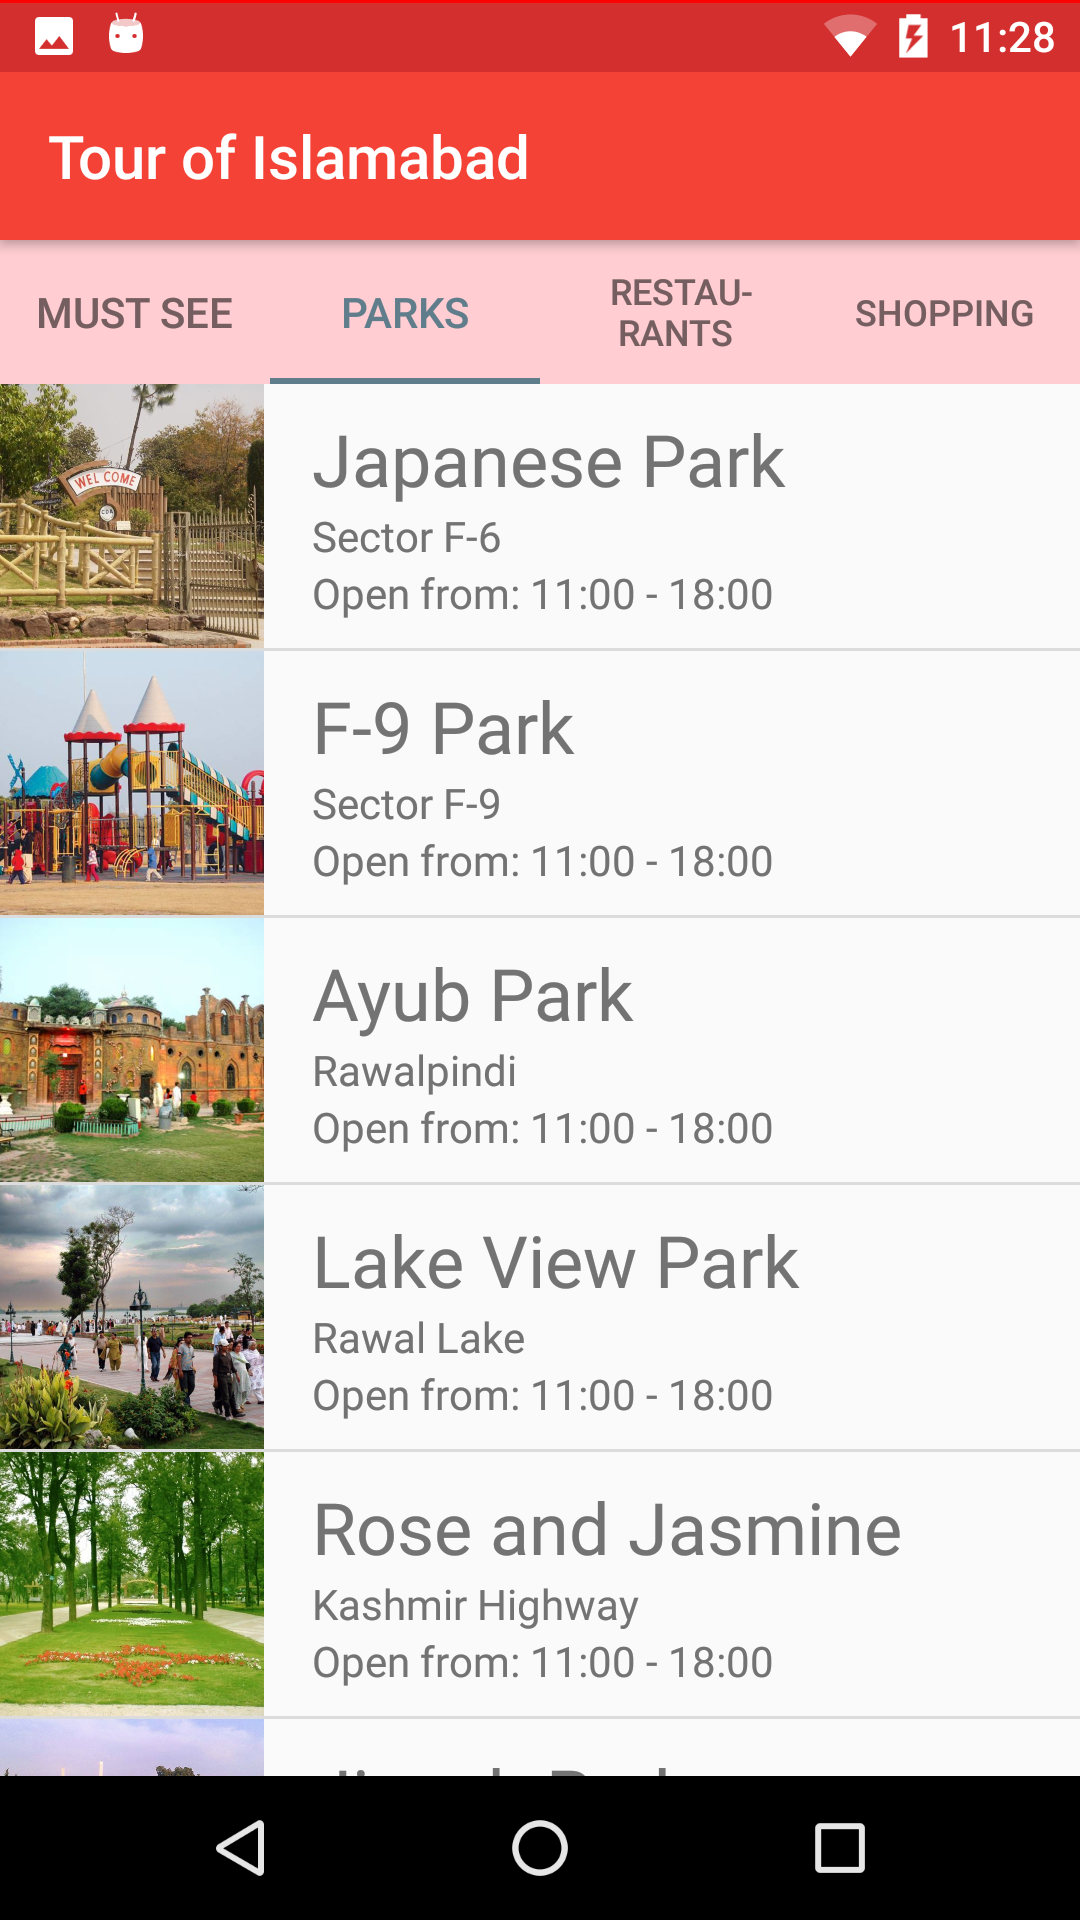 11:28
Tour of Islamabad
MUST SEE
PARKS
RESTAU-
RANTS
SHOPPING
WEL COME
CDA
Japanese Park
Sector F-6
Open from: 11:00 - 18:00
F-9 Park
Sector F-9
Open from: 11:00 - 18:00
Ayub Park
Rawalpindi
Open from: 11:00 - 18:00
Lake View Park
Rawal Lake
Open from: 11:00 - 18:00
Rose and Jasmine
Kashmir Highway
Open from: 11:00 - 18:00